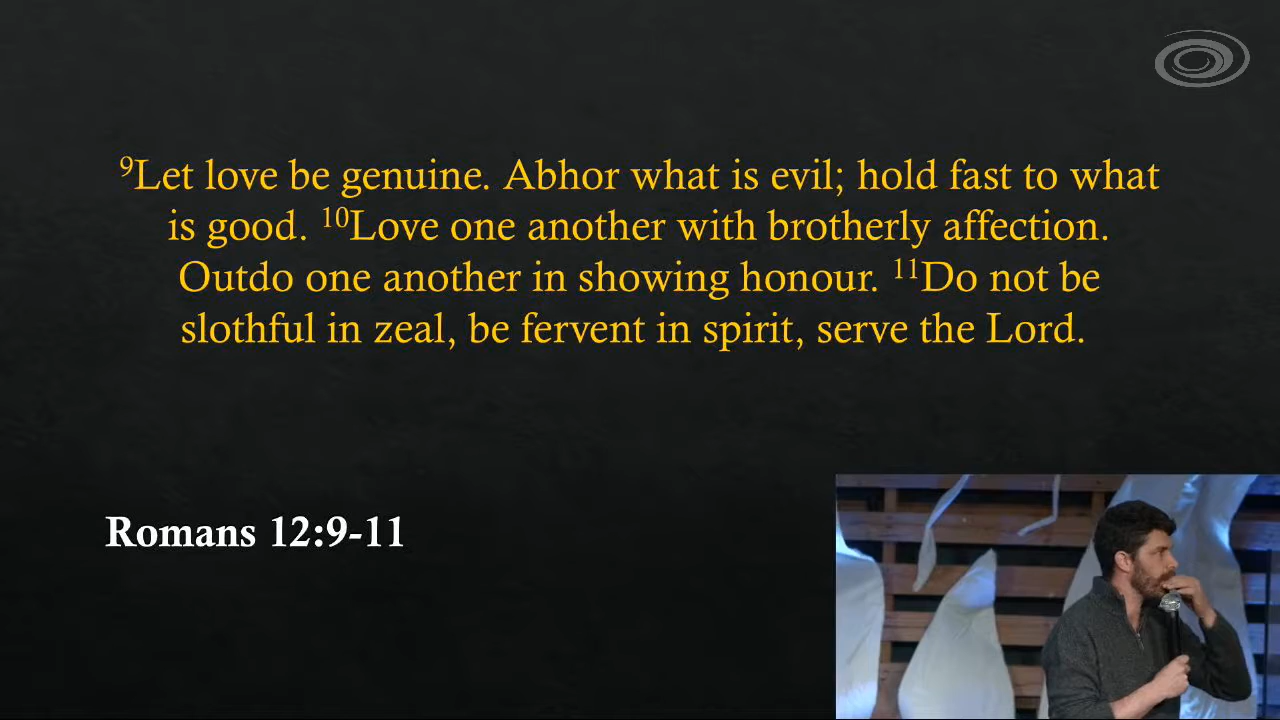 ⁹Let love be genuine. Abhor what is evil; hold fast to what
is good. ¹⁰Love one another with brotherly affection.
Outdo one another in showing honour. ¹¹Do not be
slothful in zeal, be fervent in spirit, serve the Lord.
Romans 12:9-11